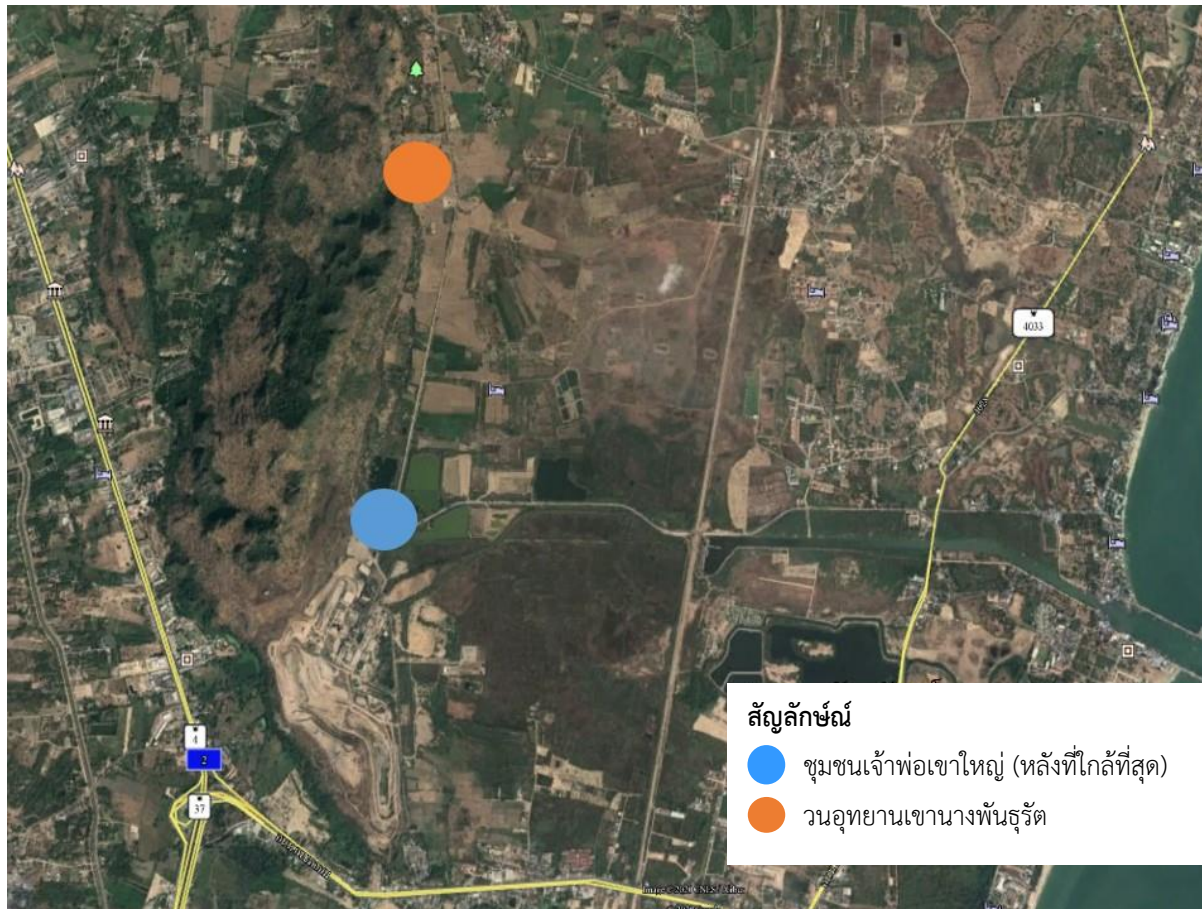 4033
4
2
37
สัญลักษณ์
ชุมชนเจ้าพ่อเขาใหญ่ (หลังที่ใกล้ที่สุด)
วนอุทยานเขานางพันธุรัต